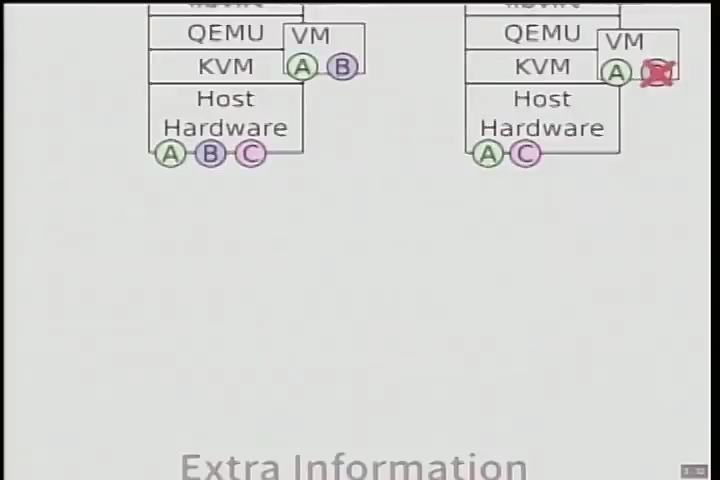 QEMU VM
KVM A B
Host
Hardware
A B C
QEMU VM
KVM A
Host
Hardware
A C
Extra Information